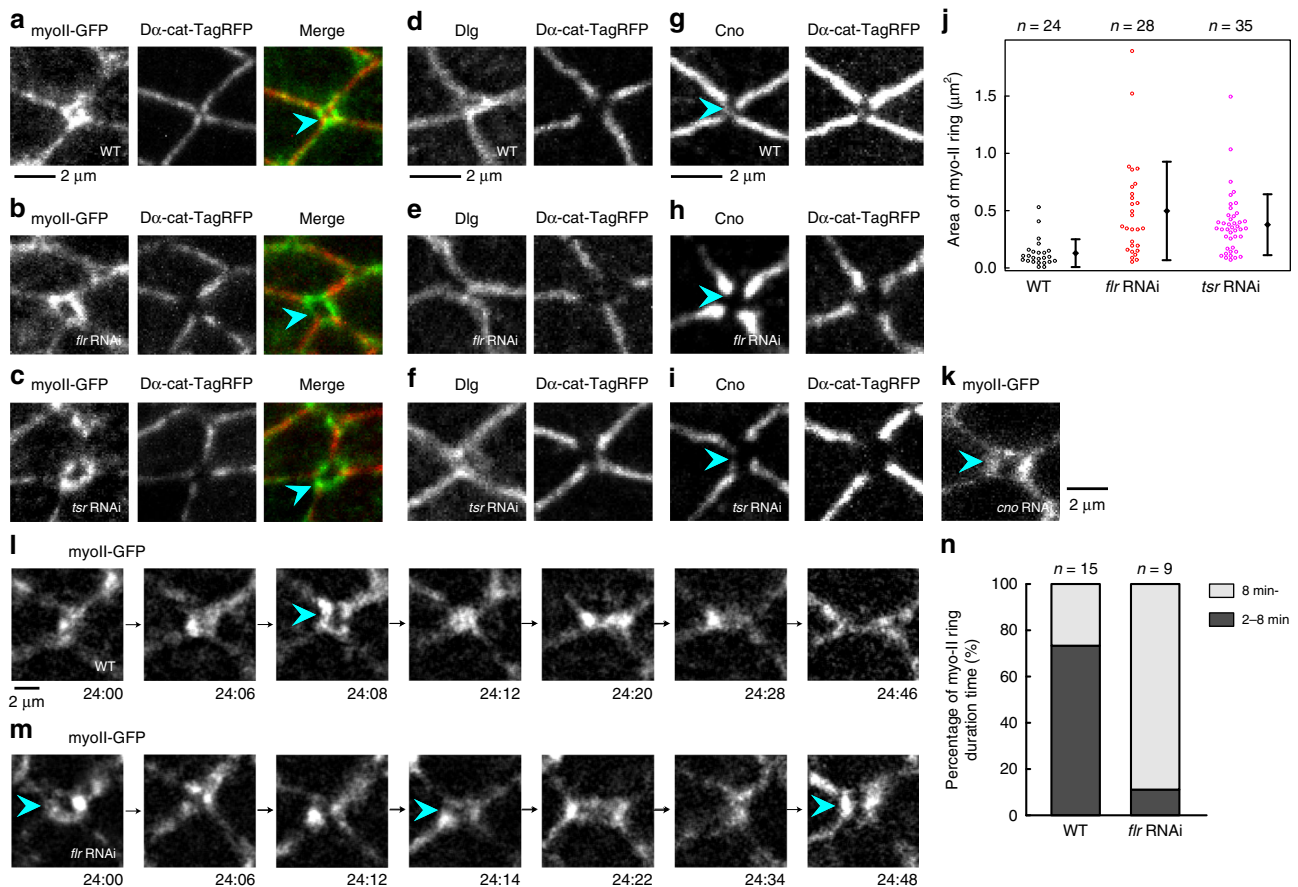 a
myoII-GFP Dα-cat-TagRFP Merge
WT
2 μm
b
myoII-GFP Dα-cat-TagRFP Merge
flr RNAi
c
myoII-GFP Dα-cat-TagRFP Merge
tsr RNAi
d
Dlg Dα-cat-TagRFP
WT
2 μm
e
Dlg Dα-cat-TagRFP
flr RNAi
f
Dlg Dα-cat-TagRFP
tsr RNAi
g
Cno Dα-cat-TagRFP
WT
2 μm
h
Cno Dα-cat-TagRFP
flr RNAi
i
Cno Dα-cat-TagRFP
tsr RNAi
j
n = 24 n = 28 n = 35
Area of myo-II ring (μm²)
1.5
1.0
0.5
0.0
WT flr RNAi tsr RNAi
k
myoII-GFP
cno RNAi
2 μm
l
myoII-GFP
WT
2 μm
24:00 24:06 24:08 24:12 24:20 24:28 24:46
m
myoII-GFP
flr RNAi
24:00 24:06 24:12 24:14 24:22 24:34 24:48
n
n = 15 n = 9
Percentage of myo-II ring
duration time (%)
100
80
60
40
20
0
WT flr RNAi
8 min-
2–8 min